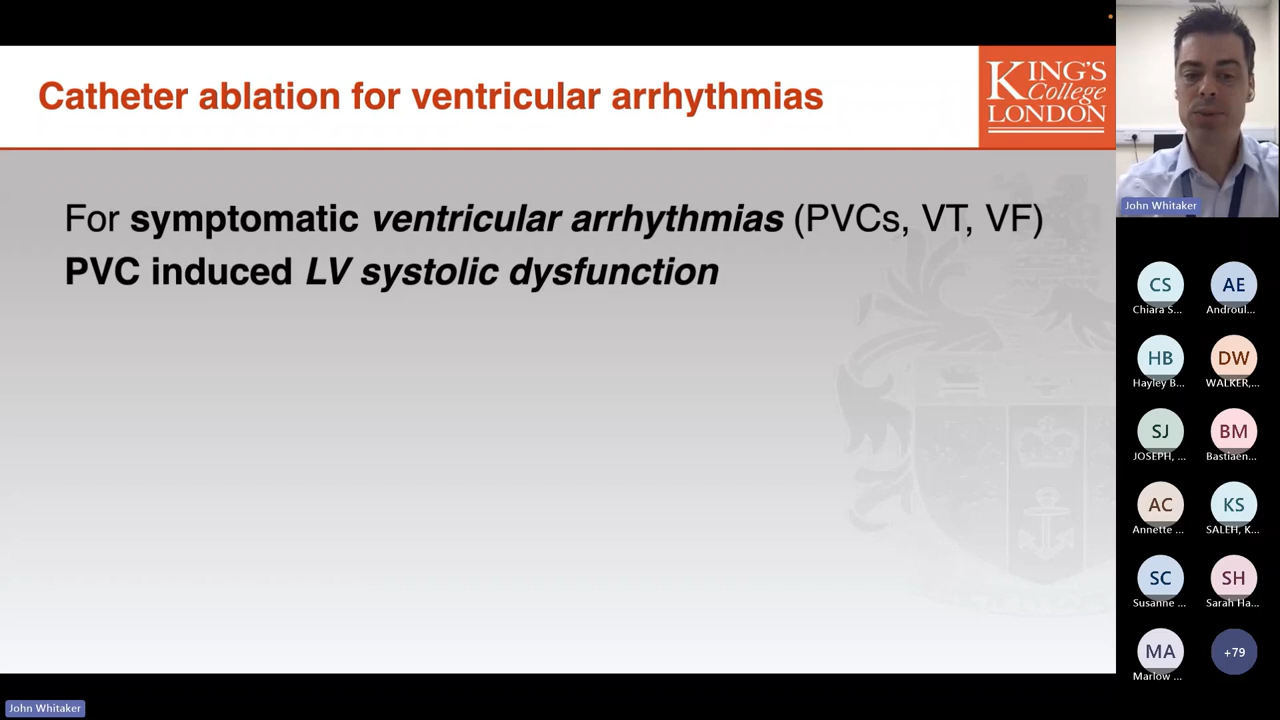 Catheter ablation for ventricular arrhythmias
KING'S
College
LONDON
For symptomatic ventricular arrhythmias (PVCs, VT, VF)
PVC induced LV systolic dysfunction
John Whitaker
CS
AE
Chiara S...
Androul...
HB
DW
Hayley B...
WALKER,...
SJ
BM
JOSEPH, ...
Bastiaen...
AC
KS
Annette ...
SALEH, K...
SC
SH
Susanne ...
Sarah Ha...
MA
+79
Marlow ...
John Whitaker